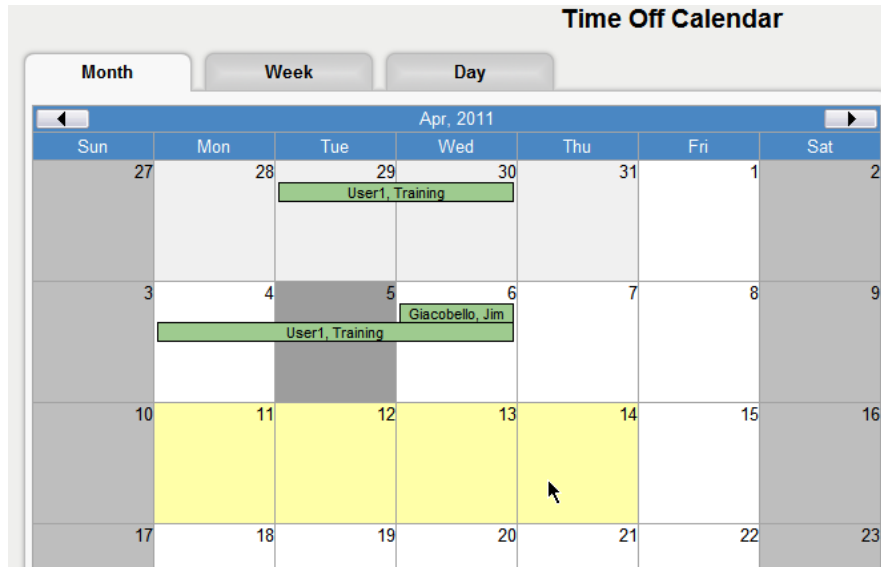 Time Off Calendar
Month Week Day
Apr, 2011
Sun Mon Tue Wed Thu Fri Sat
27 28 29 30 31 1 2
User1, Training
3 4 5 6 7 8 9
Giacobello, Jim
User1, Training
10 11 12 13 14 15 16
17 18 19 20 21 22 23